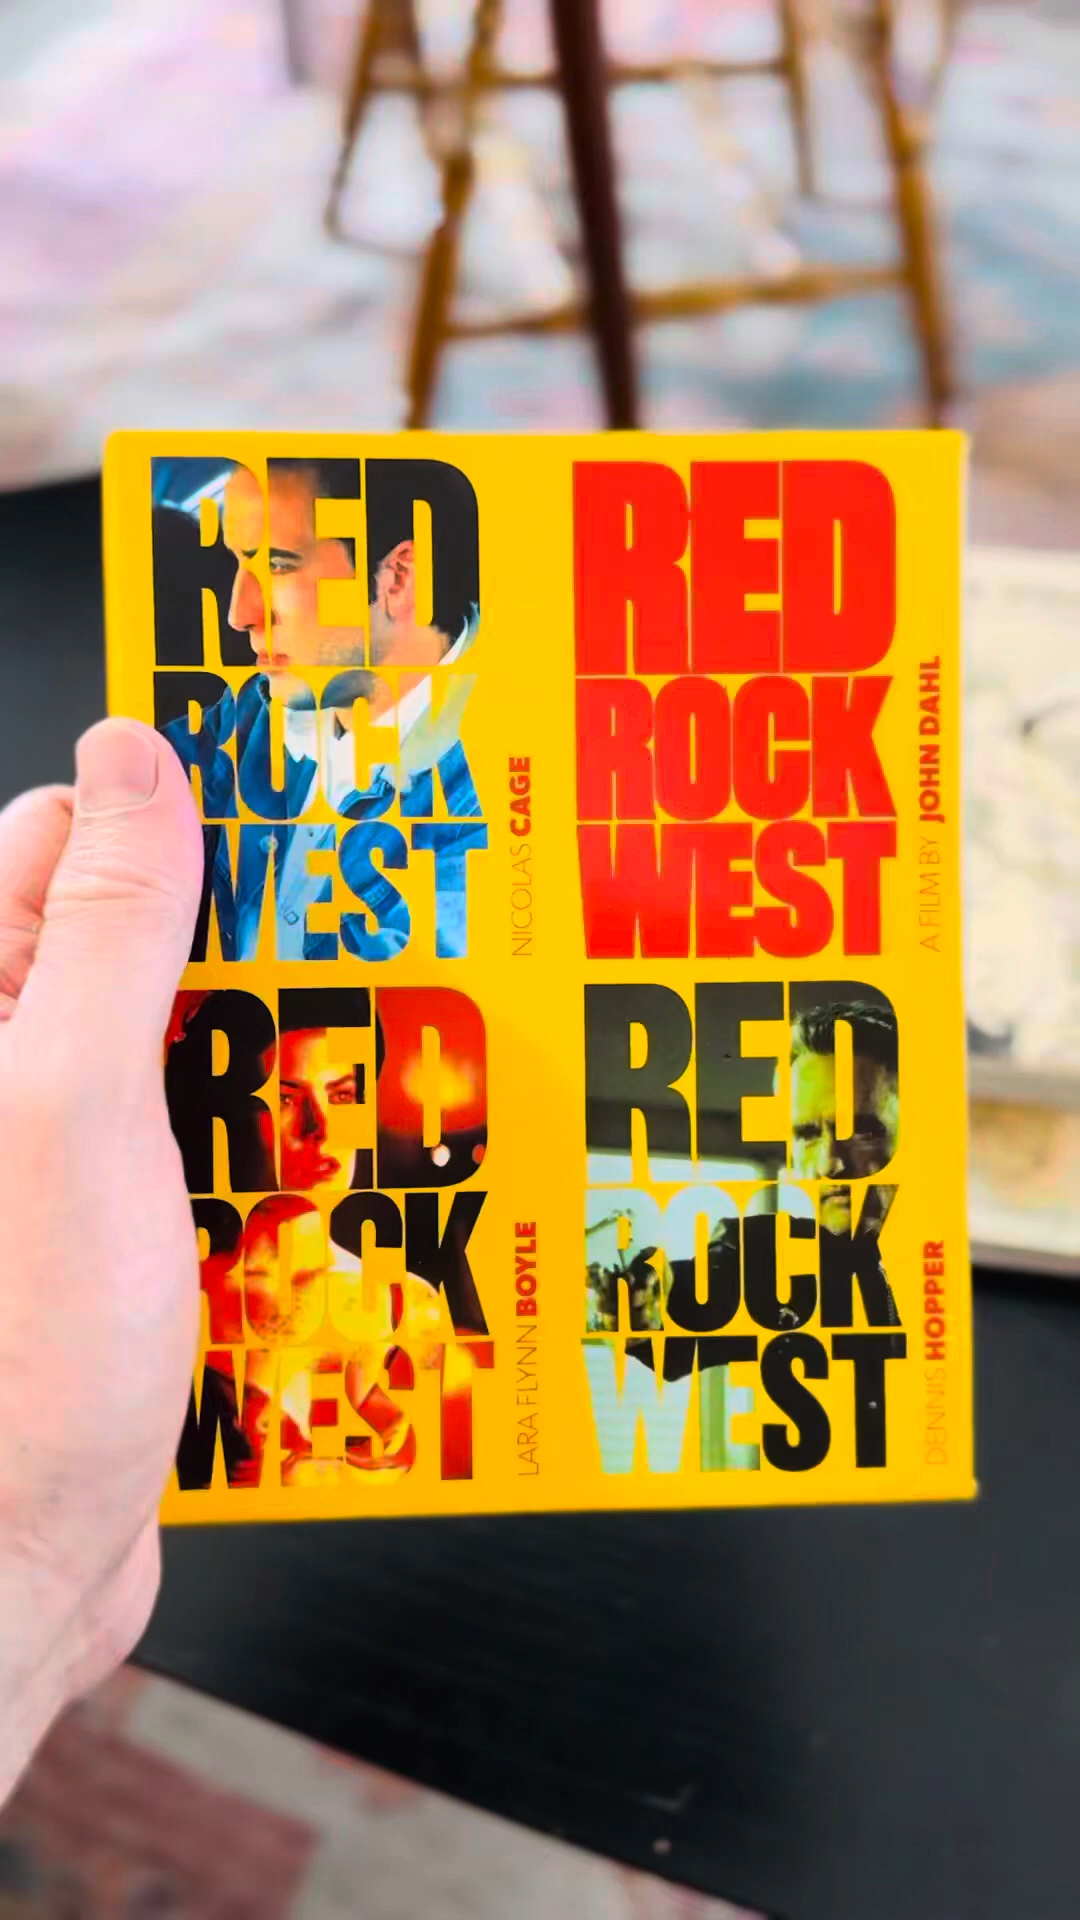 RED
ROCK
WEST
NICOLAS CAGE
RED
ROCK
WEST
A FILM BY JOHN DAHL
RED
ROCK
WEST
LARA FLYNN BOYLE
RED
ROCK
WEST
DENNIS HOPPER